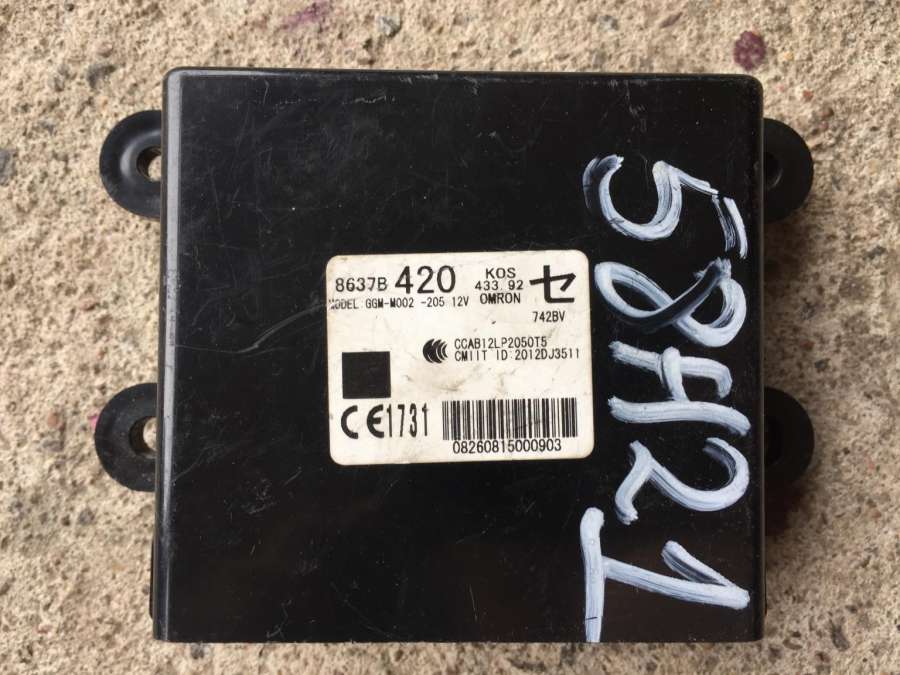 8637B 420 KOS 433.92 セ
MODEL GGM-M002 -205 12V OMRON
742BV
CCAB12LP2050T5
CMIIT ID:2012DJ3511
CE1731
08260815000903
58A21